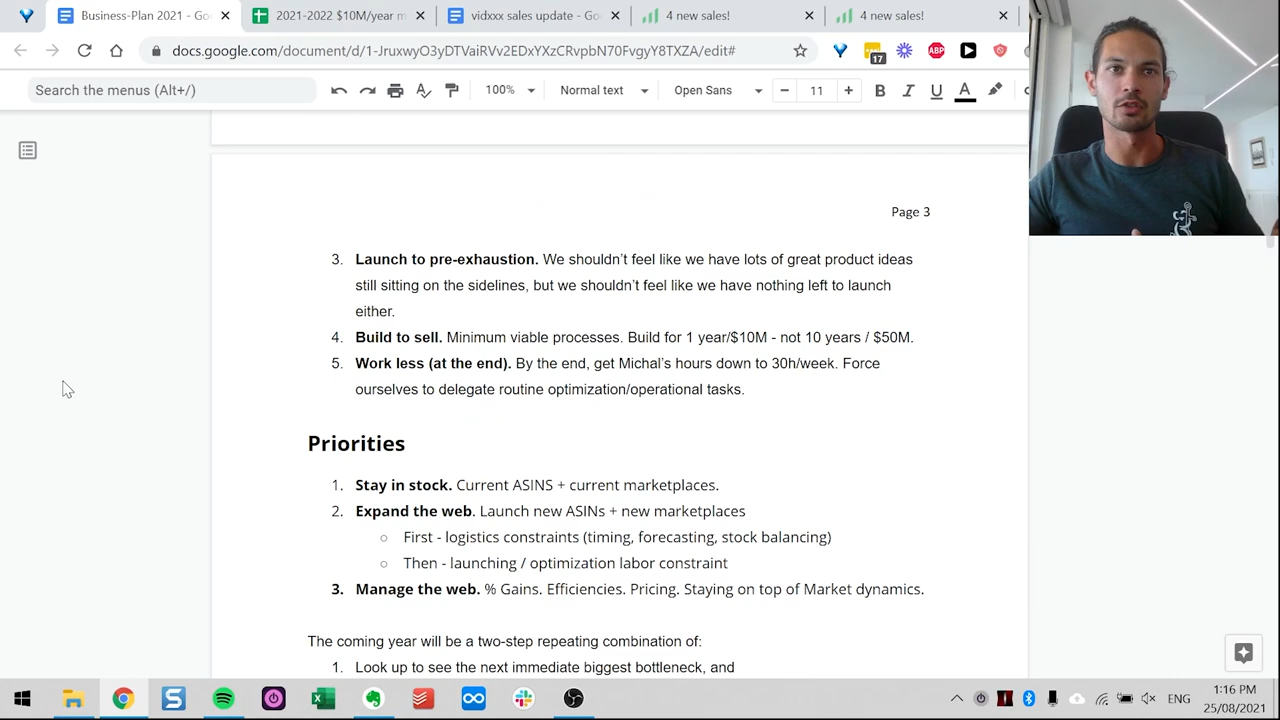 Business-Plan 2021 - Go
2021-2022 $10M/year m
vidxxx sales update - Go
4 new sales!
4 new sales!
docs.google.com/document/d/1-JruxwyO3yDTVaiRVv2EDxYXzCRvpbN70FvgyY8TXZA/edit#
17
ABP
Search the menus (Alt+/)
100%
Normal text
Open Sans
11
B I U A
Page 3
3. Launch to pre-exhaustion. We shouldn't feel like we have lots of great product ideas
still sitting on the sidelines, but we shouldn't feel like we have nothing left to launch
either.
4. Build to sell. Minimum viable processes. Build for 1 year/$10M - not 10 years / $50M.
5. Work less (at the end). By the end, get Michal's hours down to 30h/week. Force
ourselves to delegate routine optimization/operational tasks.
Priorities
1. Stay in stock. Current ASINS + current marketplaces.
2. Expand the web. Launch new ASINs + new marketplaces
First - logistics constraints (timing, forecasting, stock balancing)
Then - launching / optimization labor constraint
3. Manage the web. % Gains. Efficiencies. Pricing. Staying on top of Market dynamics.
The coming year will be a two-step repeating combination of:
1. Look up to see the next immediate biggest bottleneck, and
ENG
1:16 PM
25/08/2021